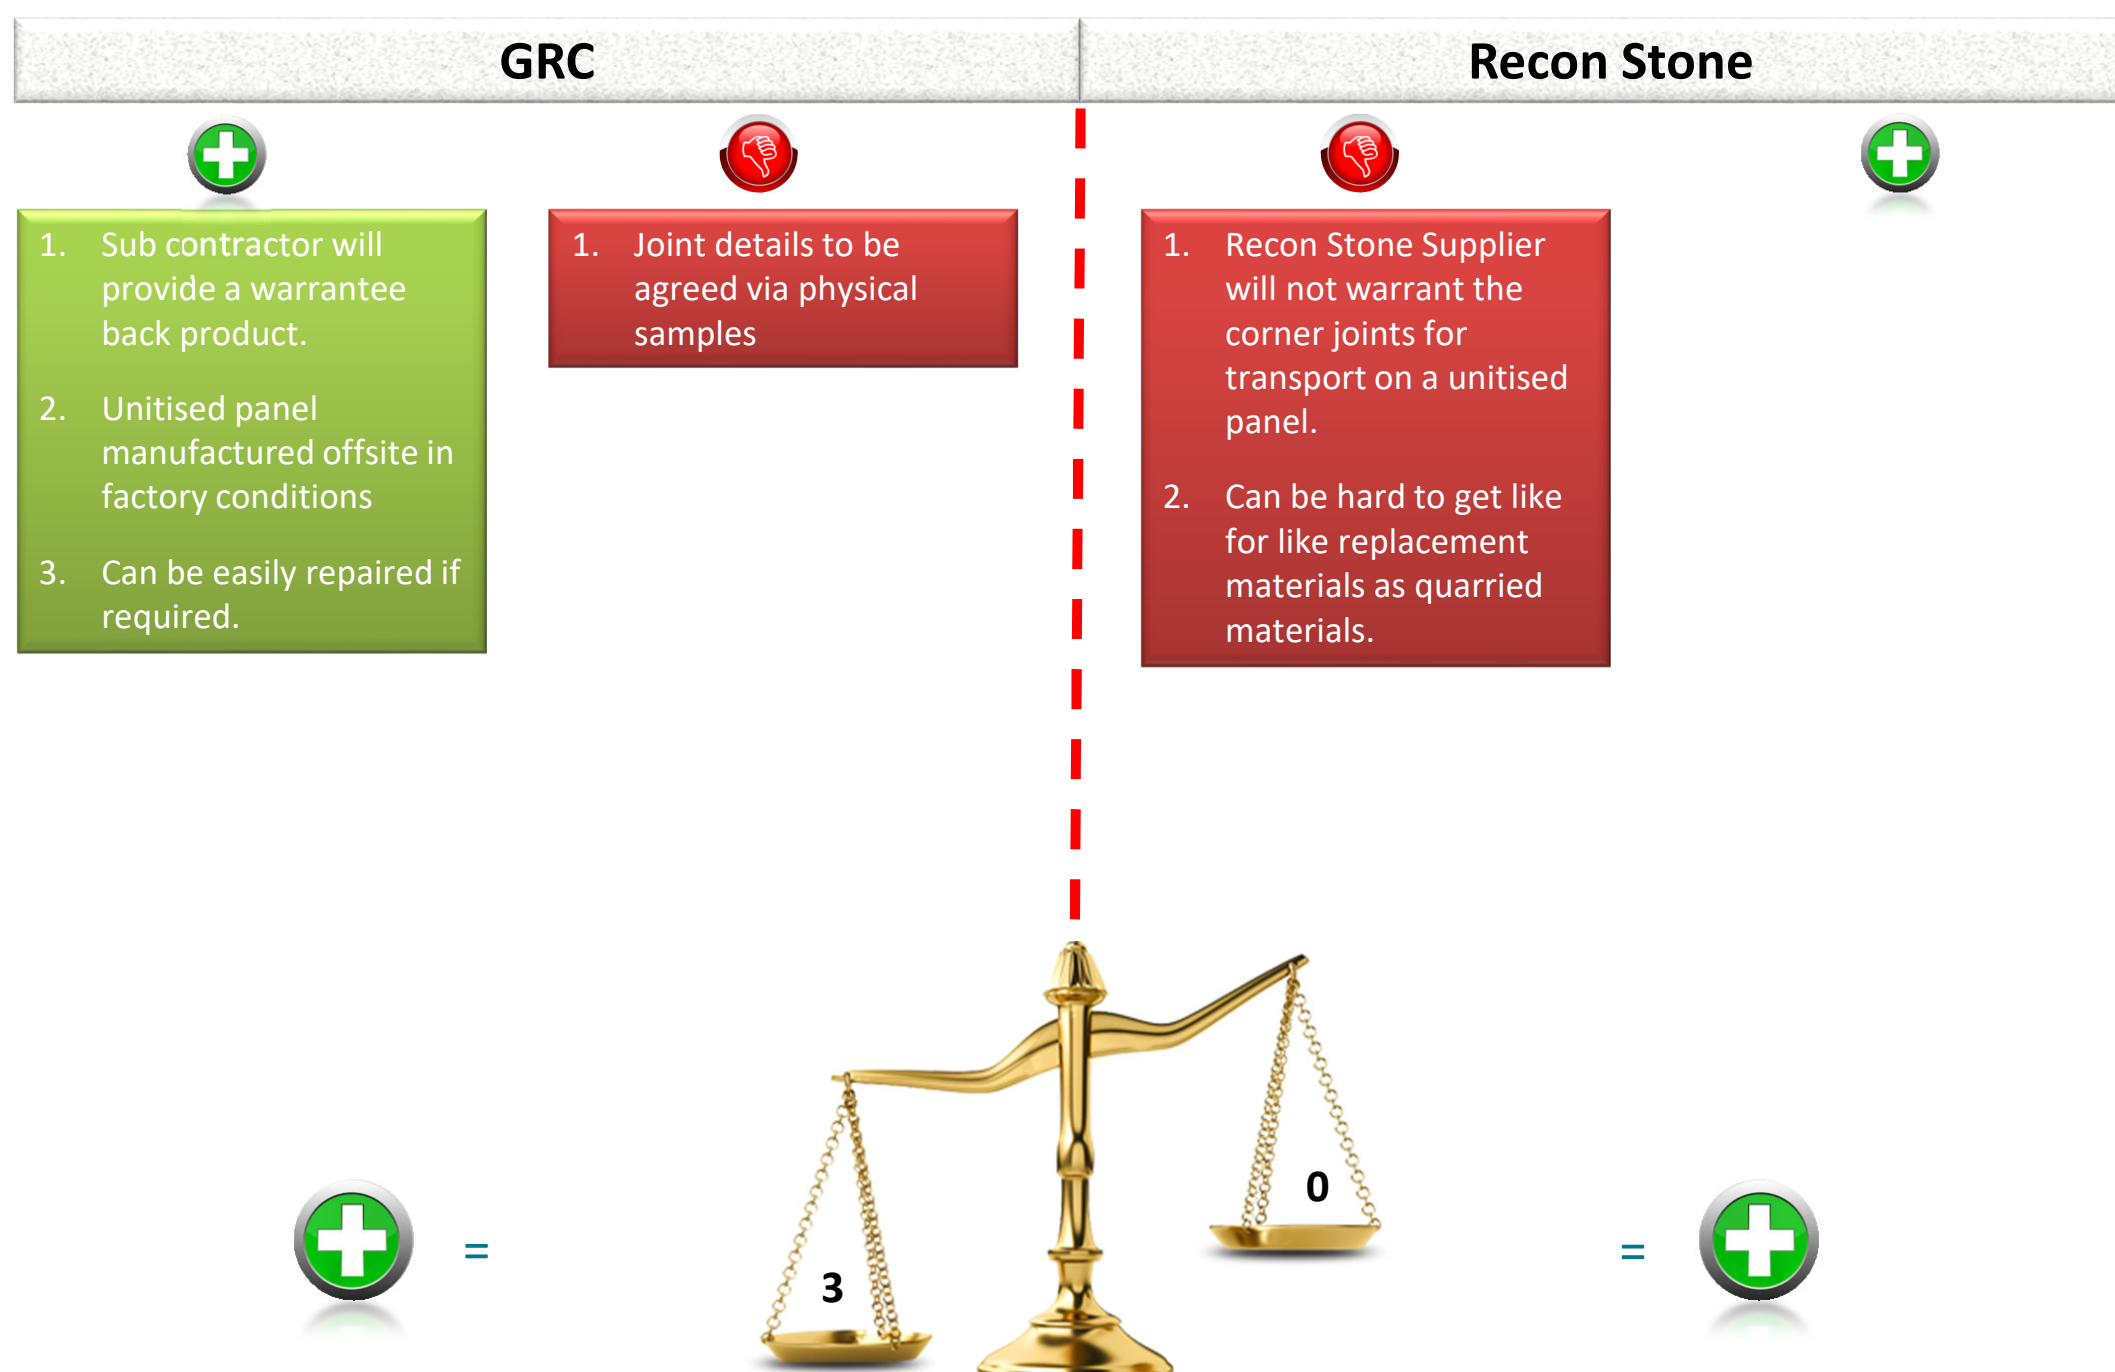 GRC
Recon Stone
1. Sub contractor will
provide a warrantee
back product.
2. Unitised panel
manufactured offsite in
factory conditions
3. Can be easily repaired if
required.
1. Joint details to be
agreed via physical
samples
1. Recon Stone Supplier
will not warrant the
corner joints for
transport on a unitised
panel.
2. Can be hard to get like
for like replacement
materials as quarried
materials.
=
3
0
=